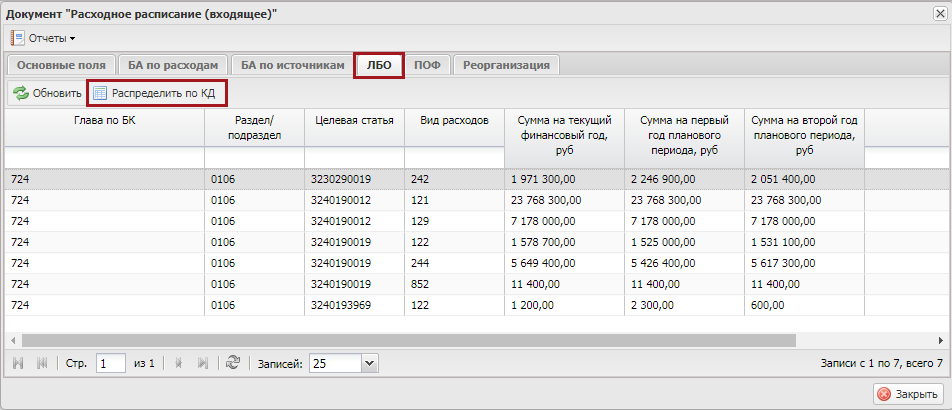 Документ "Расходное расписание (входящее)"
Отчеты
Основные поля БА по расходам БА по источникам ЛБО ПОФ Реорганизация
Обновить Распределить по КД
Глава по БК Раздел/ подраздел Целевая статья Вид расходов Сумма на текущий финансовый год, руб Сумма на первый год планового периода, руб Сумма на второй год планового периода, руб
724 0106 3230290019 242 1 971 300,00 2 246 900,00 2 051 400,00
724 0106 3240190012 121 23 768 300,00 23 768 300,00 23 768 300,00
724 0106 3240190012 129 7 178 000,00 7 178 000,00 7 178 000,00
724 0106 3240190019 122 1 578 700,00 1 525 000,00 1 531 100,00
724 0106 3240190019 244 5 649 400,00 5 426 400,00 5 617 300,00
724 0106 3240190019 852 11 400,00 11 400,00 11 400,00
724 0106 3240193969 122 1 200,00 2 300,00 600,00
Стр. 1 из 1 Записей: 25 Записи с 1 по 7, всего 7
Закрыть